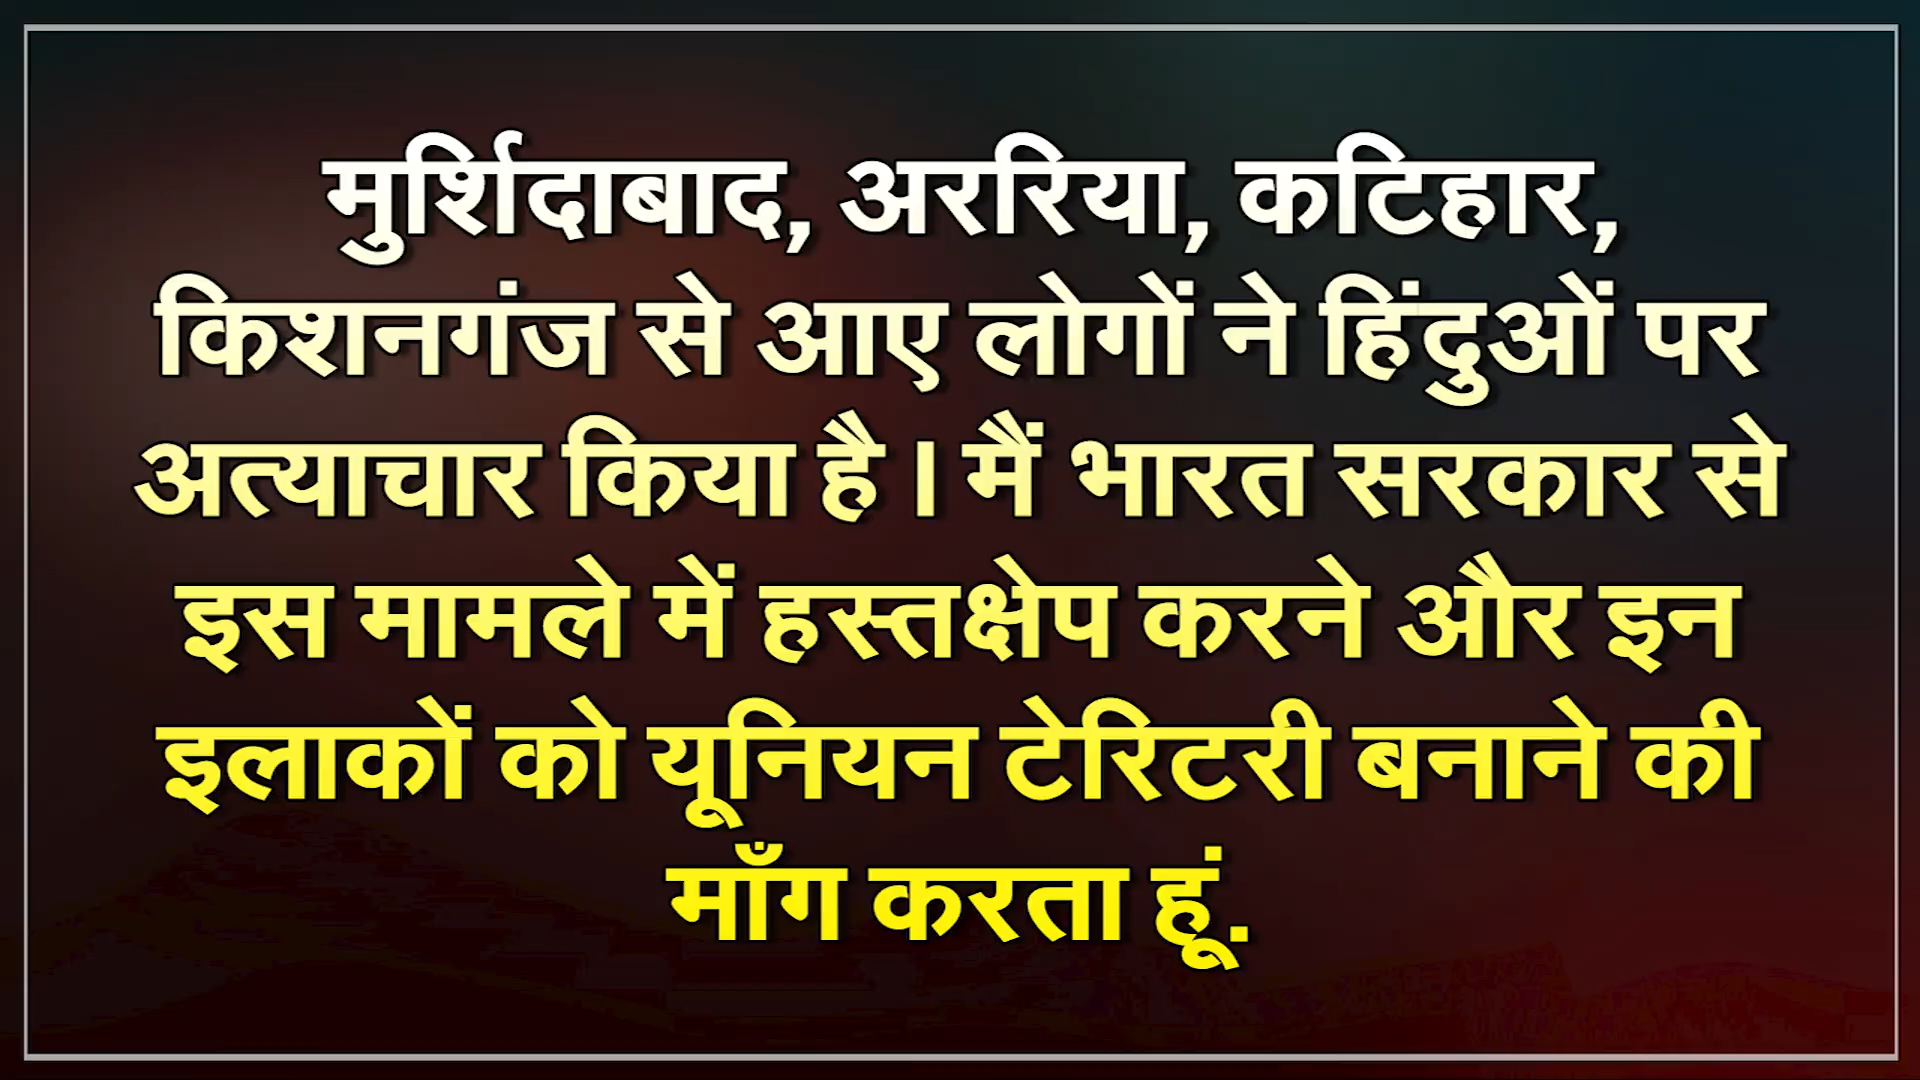 मुर्शिदाबाद, अररिया, कटिहार,
किशनगंज से आए लोगों ने हिंदुओं पर
अत्याचार किया है । मैं भारत सरकार से
इस मामले में हस्तक्षेप करने और इन
इलाकों को यूनियन टेरिटरी बनाने की
माँग करता हूं.